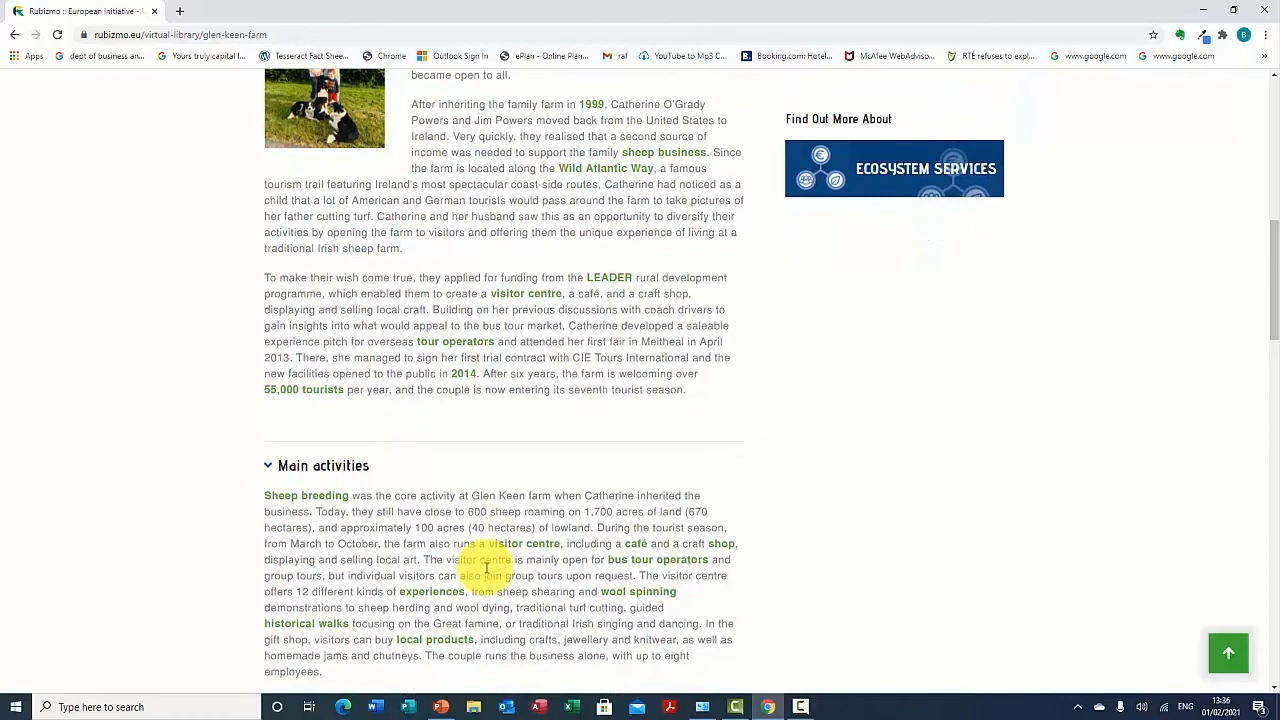 Rubizmo :: European initiative -
rubizmo.eu/virtual-library/glen-keen-farm
B
Apps
dept of business an...
Yours truly capital l...
Tesseract Fact Shee...
Chrome
Outlook Sign In
ePlan - Online Plan...
raf
YouTube to Mp3 C...
Booking.com: Hotel...
McAfee WebAdviso...
RTÉ refuses to expl...
www.google.com
www.google.com
became open to all.
After inheriting the family farm in 1999, Catherine O'Grady
Powers and Jim Powers moved back from the United States to
Ireland. Very quickly, they realised that a second source of
income was needed to support the family sheep business. Since
the farm is located along the Wild Atlantic Way, a famous
tourism trail featuring Ireland's most spectacular coast-side routes, Catherine had noticed as a
child that a lot of American and German tourists would pass around the farm to take pictures of
her father cutting turf. Catherine and her husband saw this as an opportunity to diversify their
activities by opening the farm to visitors and offering them the unique experience of living at a
traditional Irish sheep farm.
To make their wish come true, they applied for funding from the LEADER rural development
programme, which enabled them to create a visitor centre, a café, and a craft shop,
displaying and selling local craft. Building on her previous discussions with coach drivers to
gain insights into what would appeal to the bus tour market, Catherine developed a saleable
experience pitch for overseas tour operators and attended her first fair in Meitheal in April
2013. There, she managed to sign her first trial contract with CIE Tours International and the
new facilities opened to the public in 2014. After six years, the farm is welcoming over
55,000 tourists per year, and the couple is now entering its seventh tourist season.
Find Out More About
ECOSYSTEM SERVICES
Main activities
Sheep breeding was the core activity at Glen Keen farm when Catherine inherited the
business. Today, they still have close to 600 sheep roaming on 1,700 acres of land (670
hectares), and approximately 100 acres (40 hectares) of lowland. During the tourist season,
from March to October, the farm also runs a visitor centre, including a café and a craft shop,
displaying and selling local art. The visitor centre is mainly open for bus tour operators and
group tours, but individual visitors can also join group tours upon request. The visitor centre
offers 12 different kinds of experiences, from sheep shearing and wool spinning
demonstrations to sheep herding and wool dying, traditional turf cutting, guided
historical walks focusing on the Great famine, or traditional Irish singing and dancing. In the
gift shop, visitors can buy local products, including crafts, jewellery and knitwear, as well as
homemade jams and chutneys. The couple runs the business alone, with up to eight
employees.
Type here to search
ENG
13:36
01/02/2021